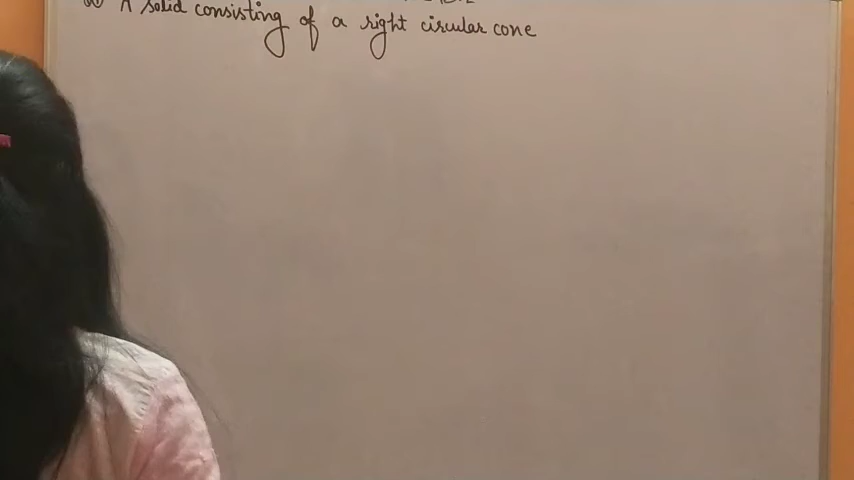 A solid consisting of a right circular cone